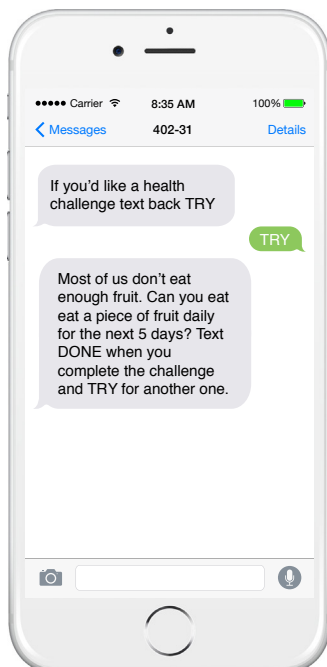 Carrier 8:35 AM 100%
Messages 402-31 Details
If you'd like a health
challenge text back TRY
TRY
Most of us don't eat
enough fruit. Can you eat
eat a piece of fruit daily
for the next 5 days? Text
DONE when you
complete the challenge
and TRY for another one.